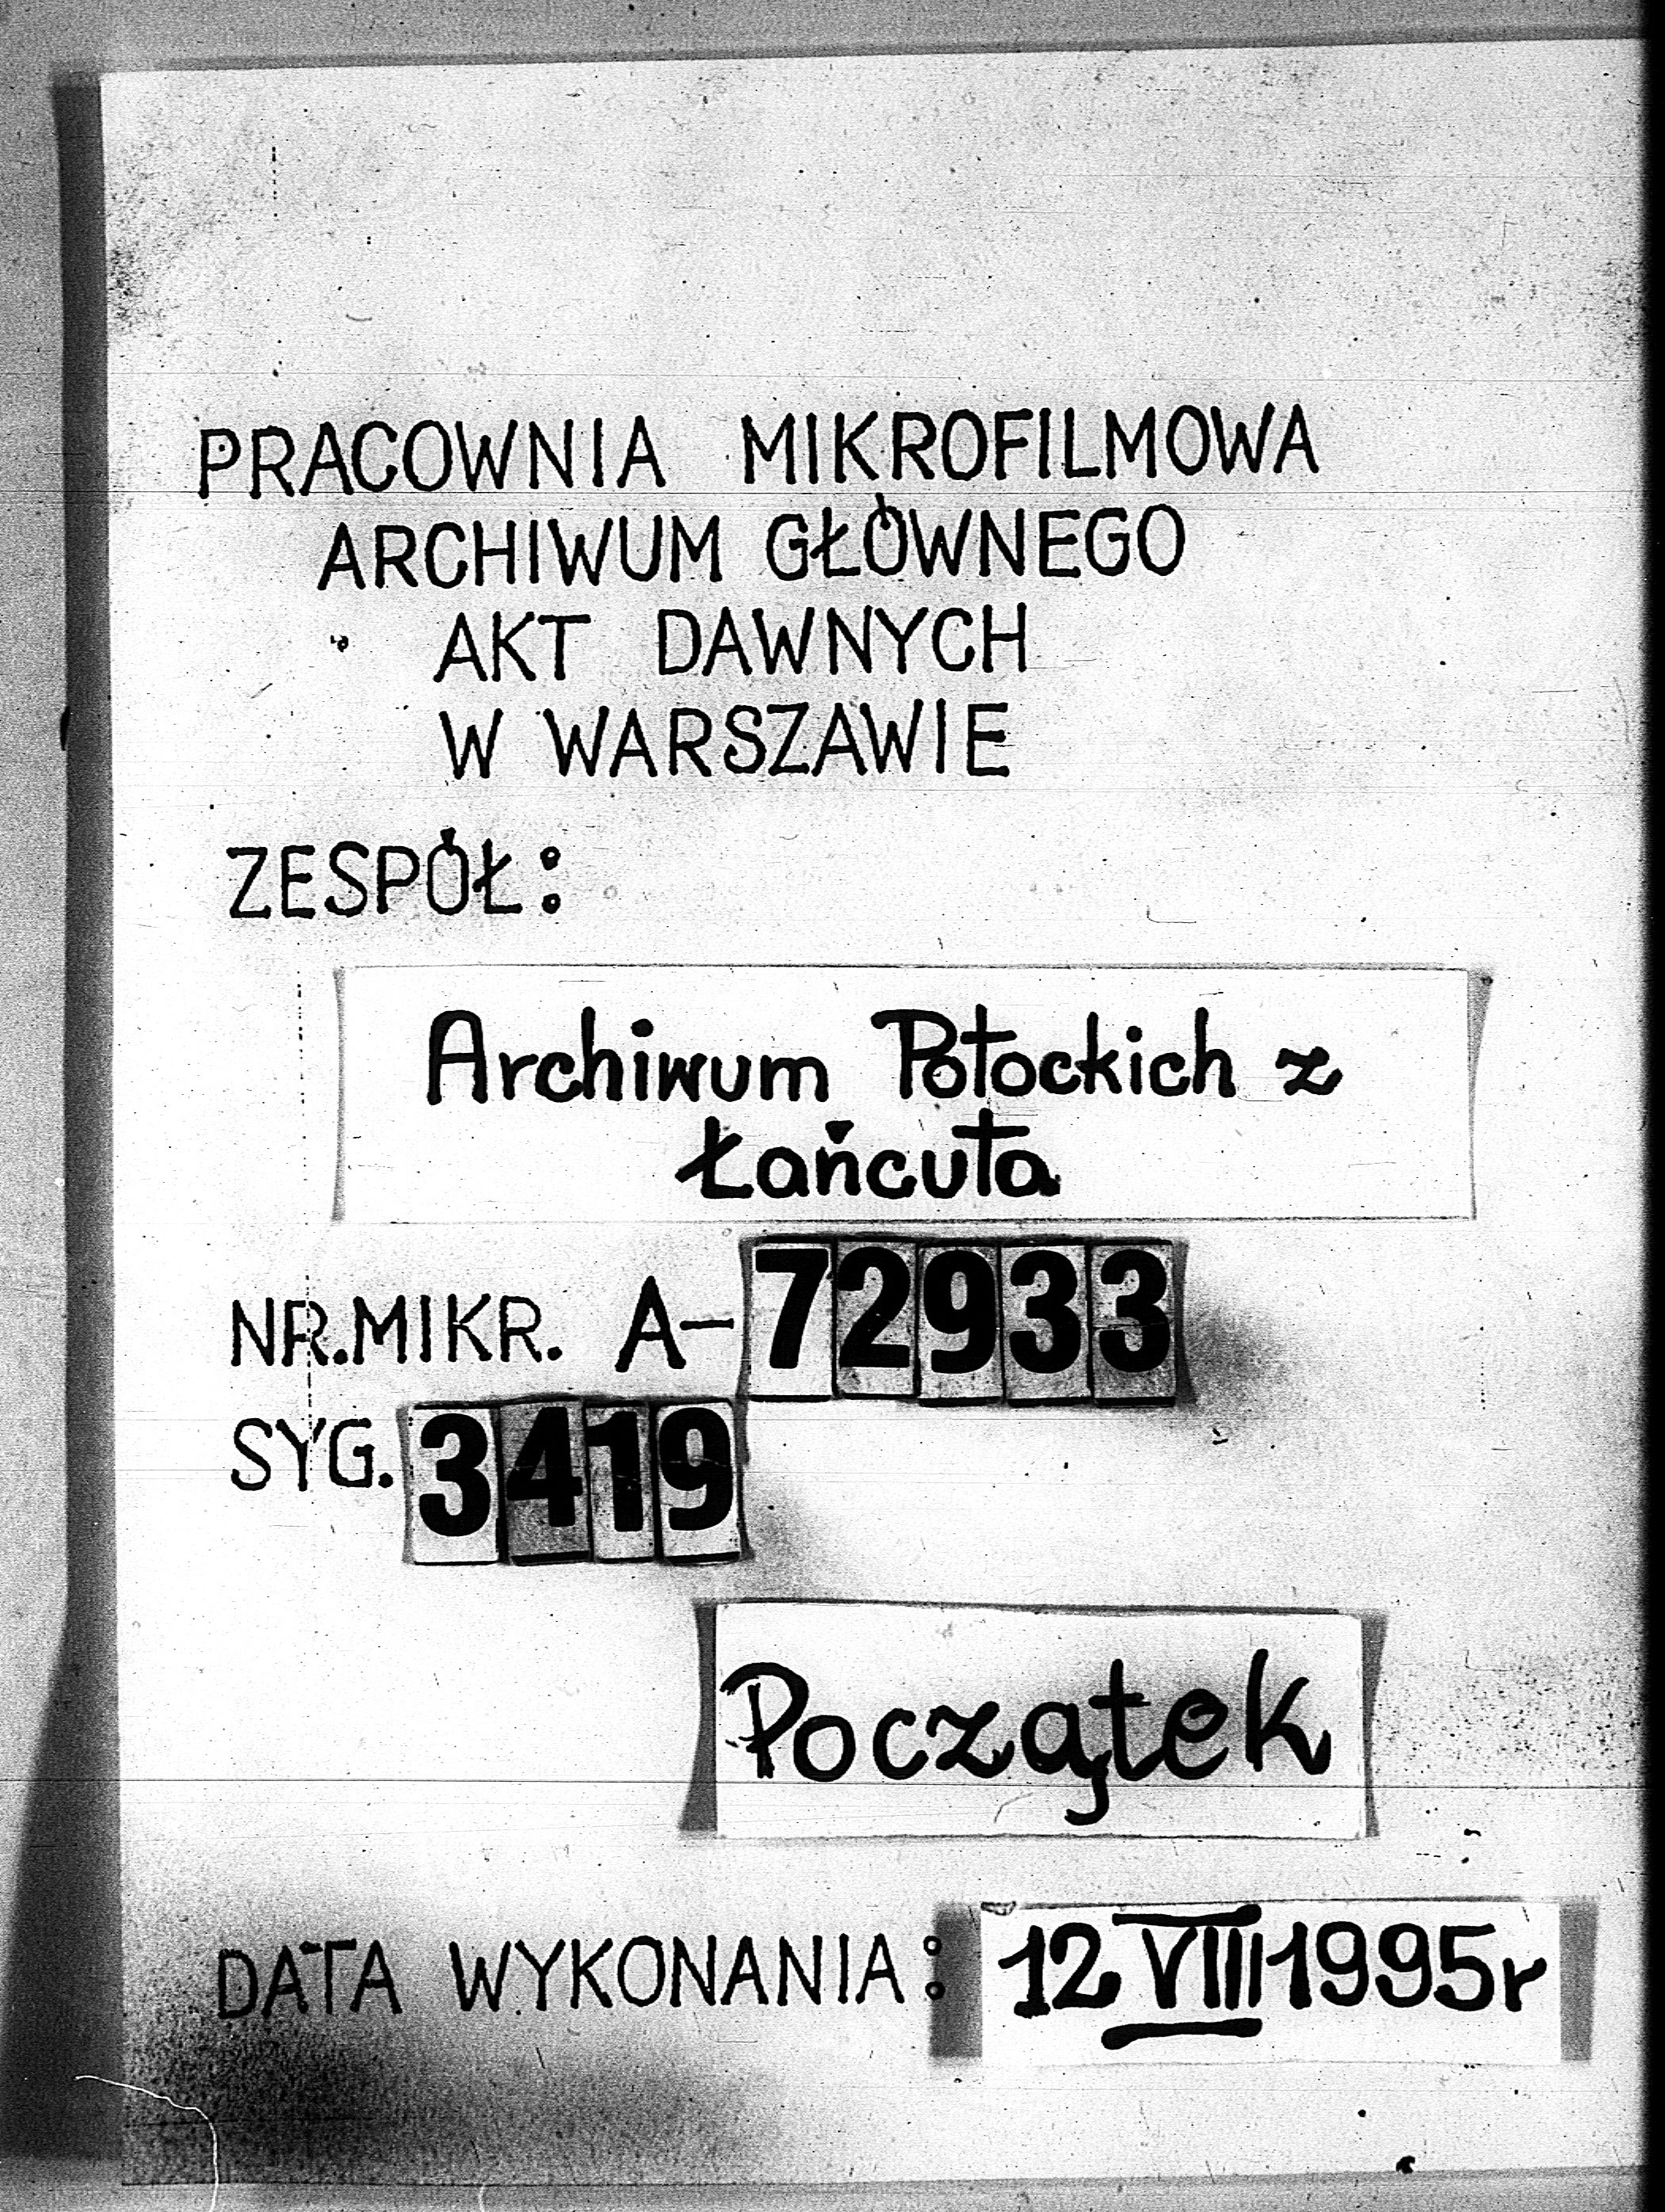 PRACOWNIA MIKROFILMOWA
ARCHIWUM GŁÓWNEGO
AKT DAWNYCH
W WARSZAWIE
ZESPÓŁ:
Archiwum Potockich z
Łańcuta
NR.MIKR. A-72933
SYG. 3419
Początek
DATA WYKONANIA: 12 VIII 1995r